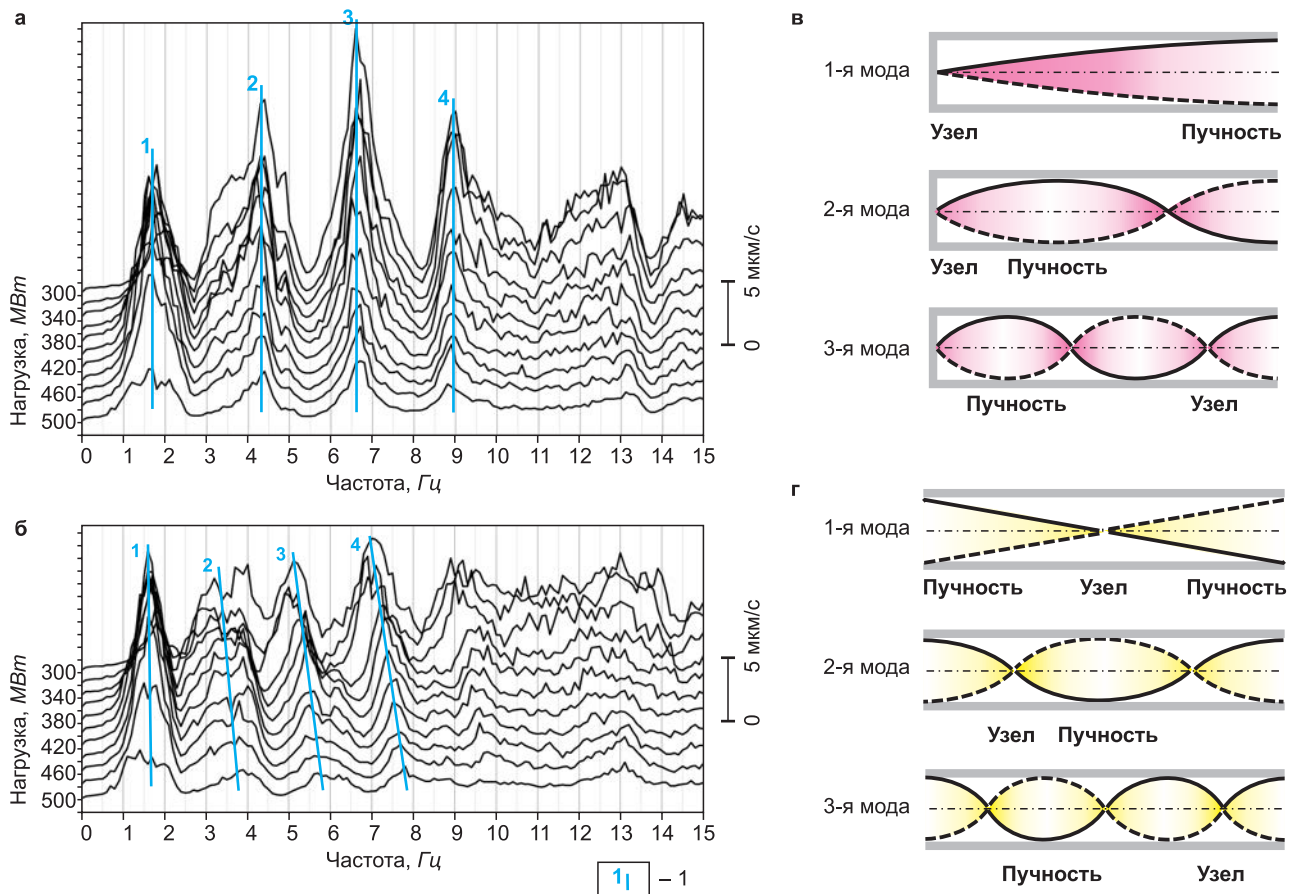 а
1
2
3
4
300
340
380
420
460
500
Нагрузка, МВт
0 1 2 3 4 5 6 7 8 9 10 11 12 13 14 15
Частота, Гц
0 5 мкм/с
б
1
2
3
4
300
340
380
420
460
500
Нагрузка, МВт
0 1 2 3 4 5 6 7 8 9 10 11 12 13 14 15
Частота, Гц
0 5 мкм/с
1 – 1
в
1-я мода
Узел Пучность
2-я мода
Узел Пучность
3-я мода
Пучность Узел
г
1-я мода
Пучность Узел Пучность
2-я мода
Узел Пучность
3-я мода
Пучность Узел